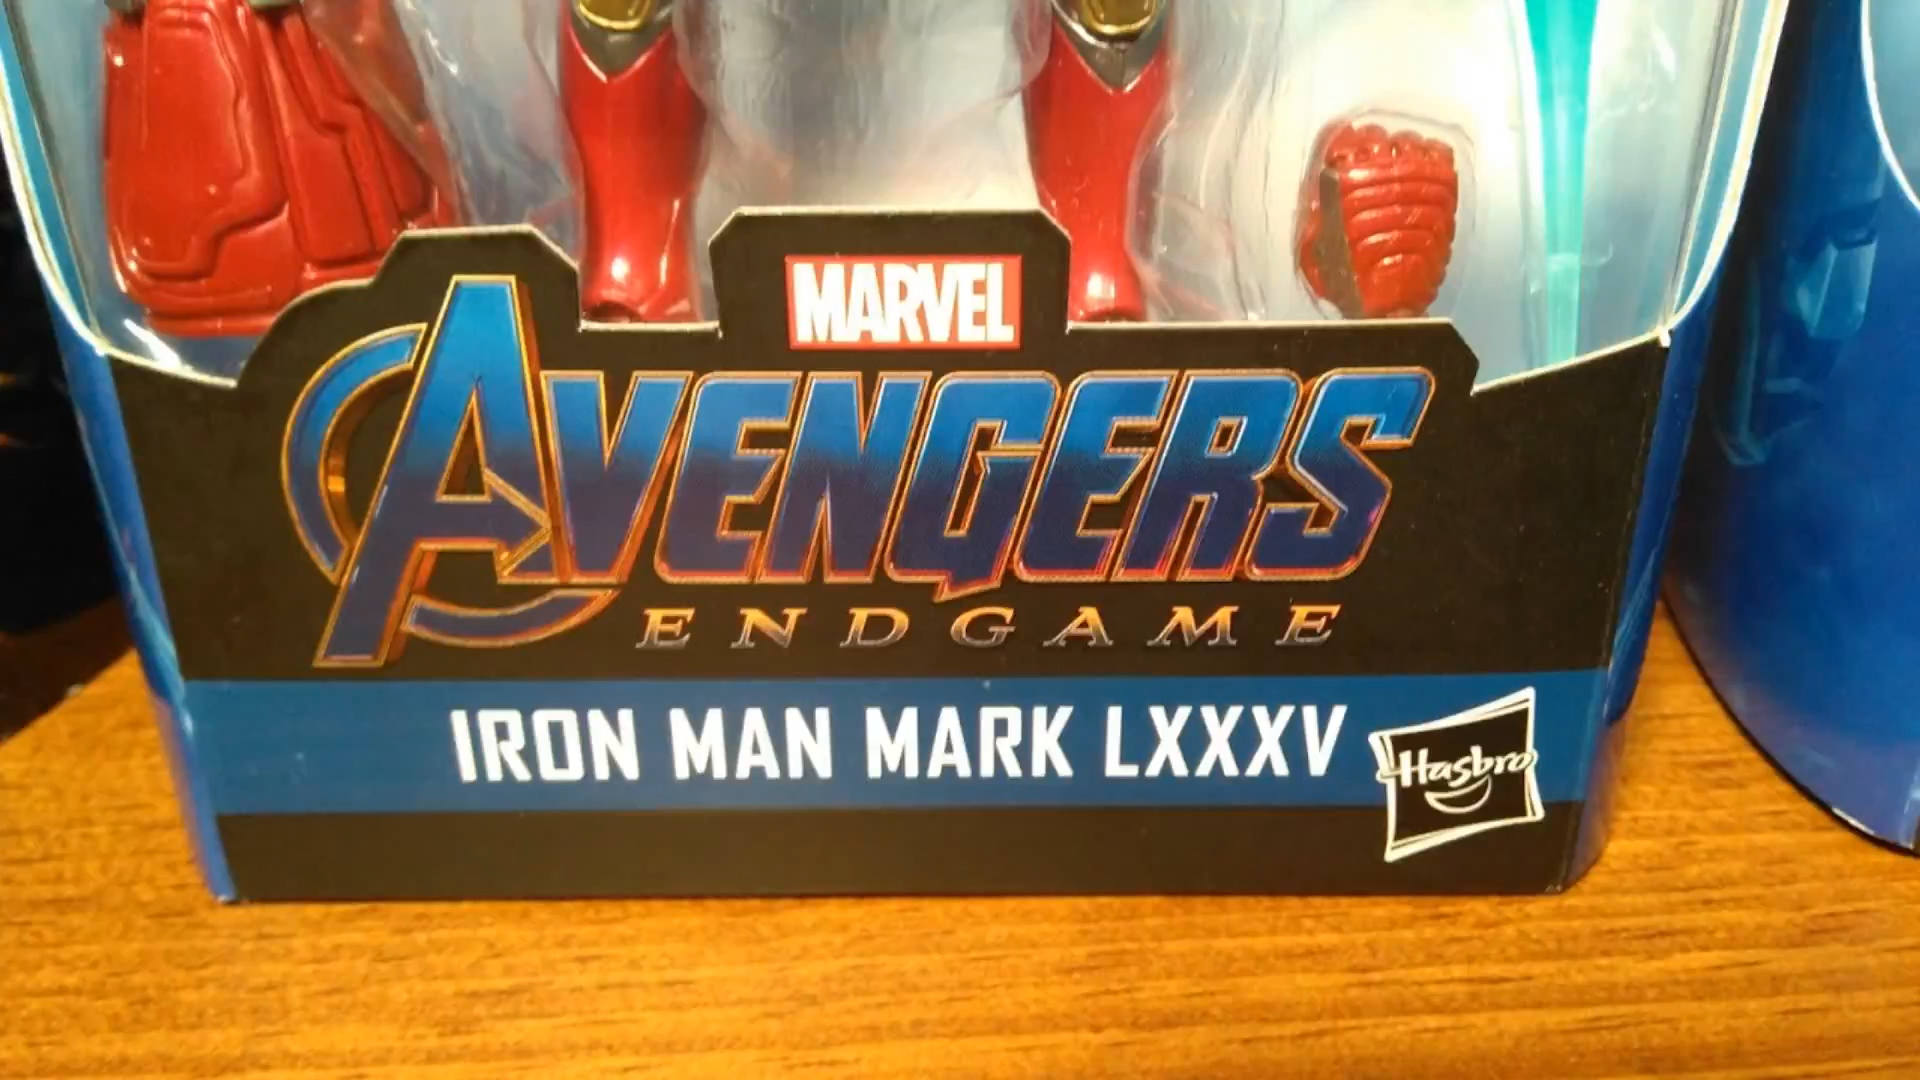 MARVEL
AVENGERS
ENDGAME
IRON MAN MARK LXXXV
Hasbro